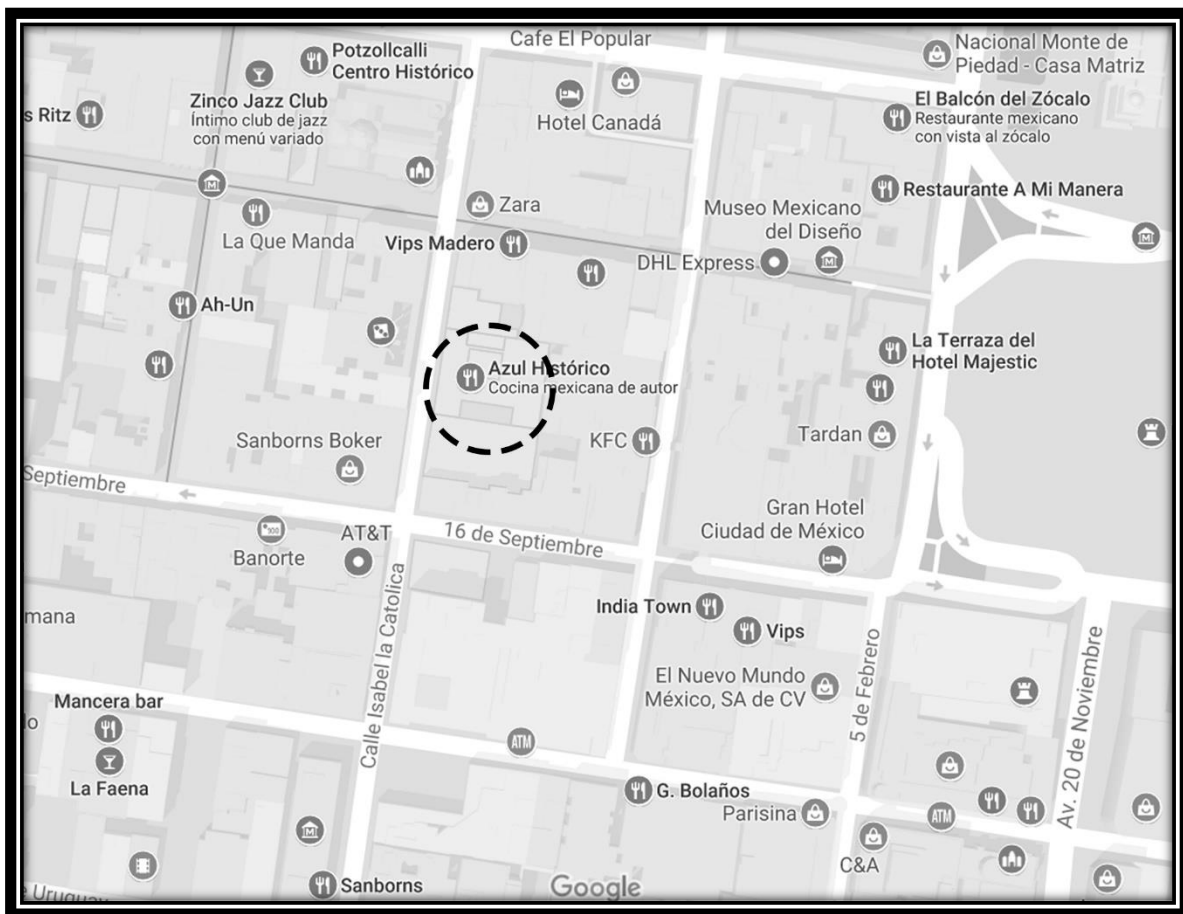 Cafe El Popular
Potzollcalli
Centro Histórico
Nacional Monte de
Piedad - Casa Matriz
Zinco Jazz Club
Íntimo club de jazz
con menú variado
s Ritz
Hotel Canadá
El Balcón del Zócalo
Restaurante mexicano
con vista al zócalo
Zara
Restaurante A Mi Manera
Museo Mexicano
del Diseño
La Que Manda
Vips Madero
DHL Express
Ah-Un
La Terraza del
Hotel Majestic
Azul Histórico
Cocina mexicana de autor
Sanborns Boker
KFC
Tardan
Septiembre
Gran Hotel
Ciudad de México
16 de Septiembre
AT&T
Banorte
Calle Isabel la Catolica
India Town
Vips
mana
5 de Febrero
Av. 20 de Noviembre
El Nuevo Mundo
México, SA de CV
Mancera bar
lo
ATM
La Faena
G. Bolaños
Parisina
ATM
C&A
Sanborns
Google
e Uruguay